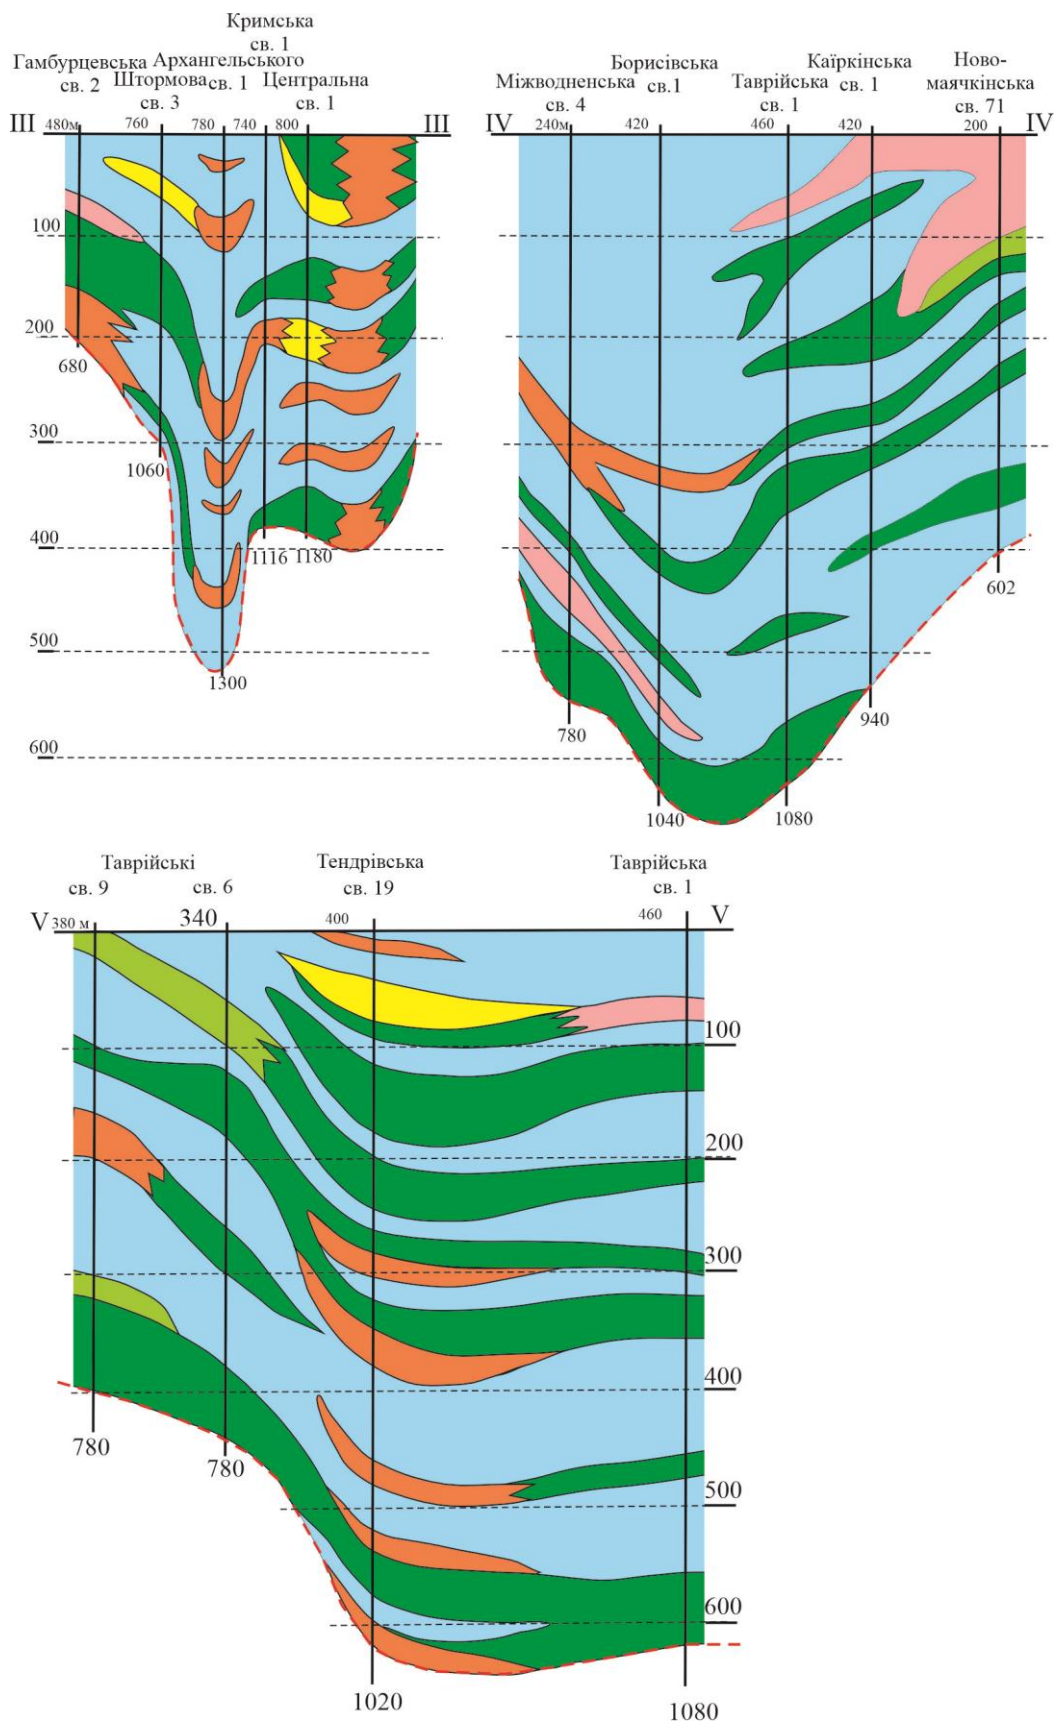 Кримська
св. 1
Гамбурцевська
св. 2
Штормова
св. 3
Архангельського
св. 1
Центральна
св. 1
III 480м 760 780 740 800 III
100
200
300
400
500
600
680
1060
1300
1116 1180
Міжводненська
св. 4
Борисівська
св.1
Таврійська
св. 1
Каїркінська
св. 1
Ново-
маячкінська
св. 71
IV 240м 420 460 420 200 IV
780
1040
1080
940
602
Таврійські
св. 9 св. 6
Тендрівська
св. 19
Таврійська
св. 1
V 380 м 340 400 460 V
100
200
300
400
500
600
780
780
1020
1080